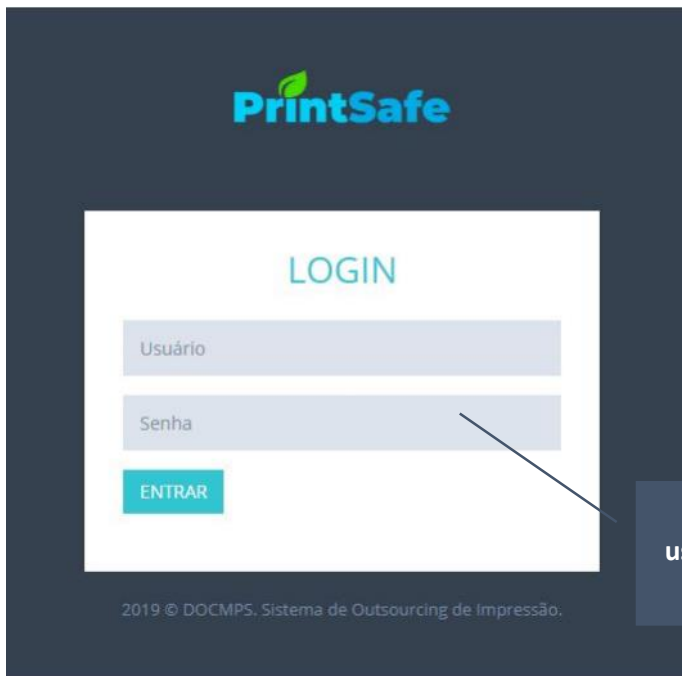 PrintSafe
LOGIN
Usuário
Senha
ENTRAR
2019 © DOCMPS. Sistema de Outsourcing de Impressão.